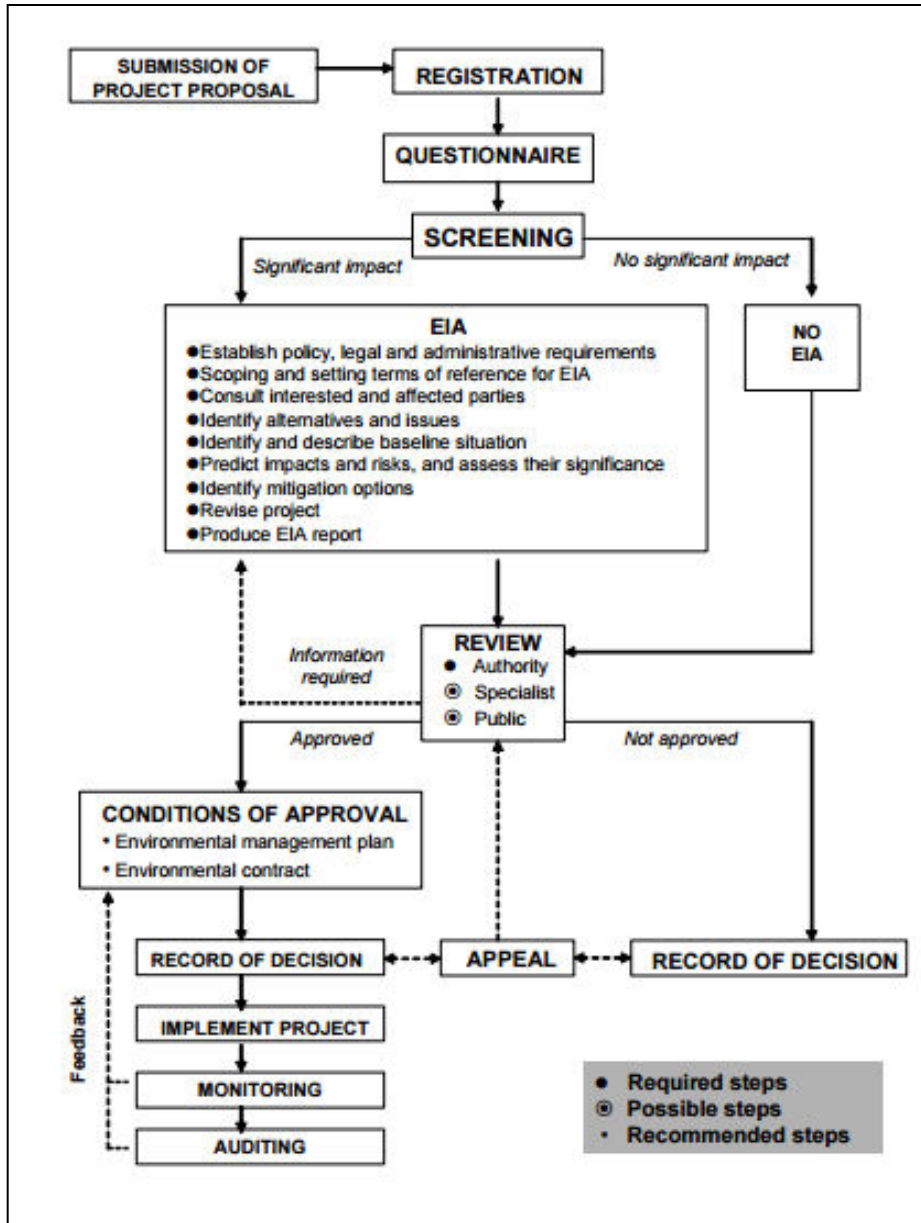 SUBMISSION OF
PROJECT PROPOSAL
REGISTRATION
QUESTIONNAIRE
SCREENING
Significant impact
No significant impact
EIA
●Establish policy, legal and administrative requirements
●Scoping and setting terms of reference for EIA
●Consult interested and affected parties
●Identify alternatives and issues
●Identify and describe baseline situation
●Predict impacts and risks, and assess their significance
●Identify mitigation options
●Revise project
●Produce EIA report
NO
EIA
REVIEW
● Authority
◉ Specialist
◉ Public
Information
required
Approved
Not approved
CONDITIONS OF APPROVAL
• Environmental management plan
• Environmental contract
RECORD OF DECISION
APPEAL
RECORD OF DECISION
IMPLEMENT PROJECT
MONITORING
AUDITING
Feedback
● Required steps
◉ Possible steps
• Recommended steps